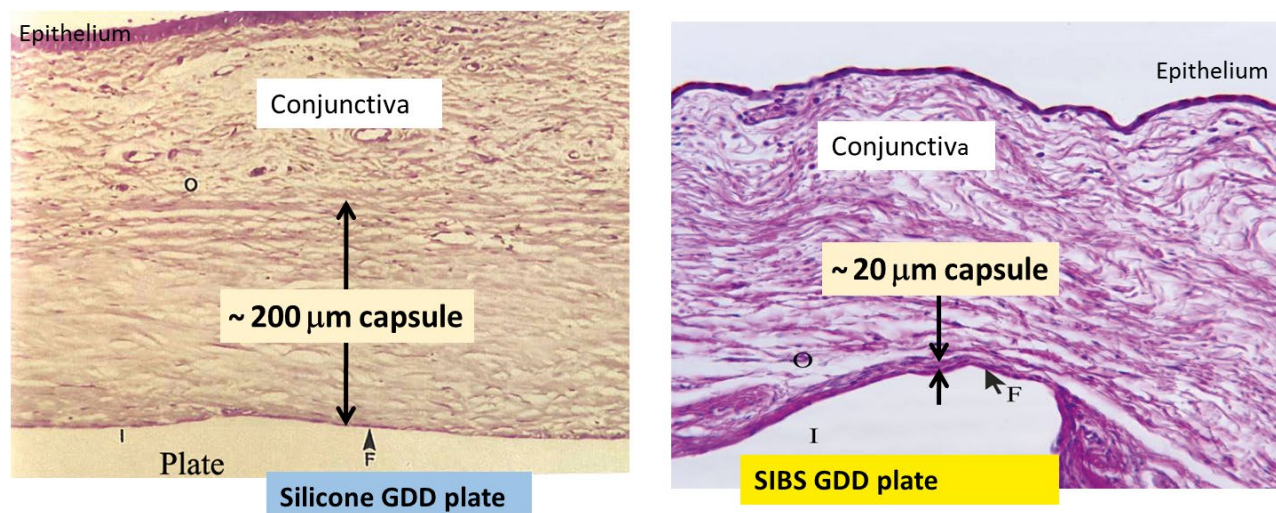 Epithelium
Conjunctiva
O
~ 200 μm capsule
I
F
Plate
Silicone GDD plate
Epithelium
Conjunctiva
~ 20 μm capsule
O
F
I
SIBS GDD plate